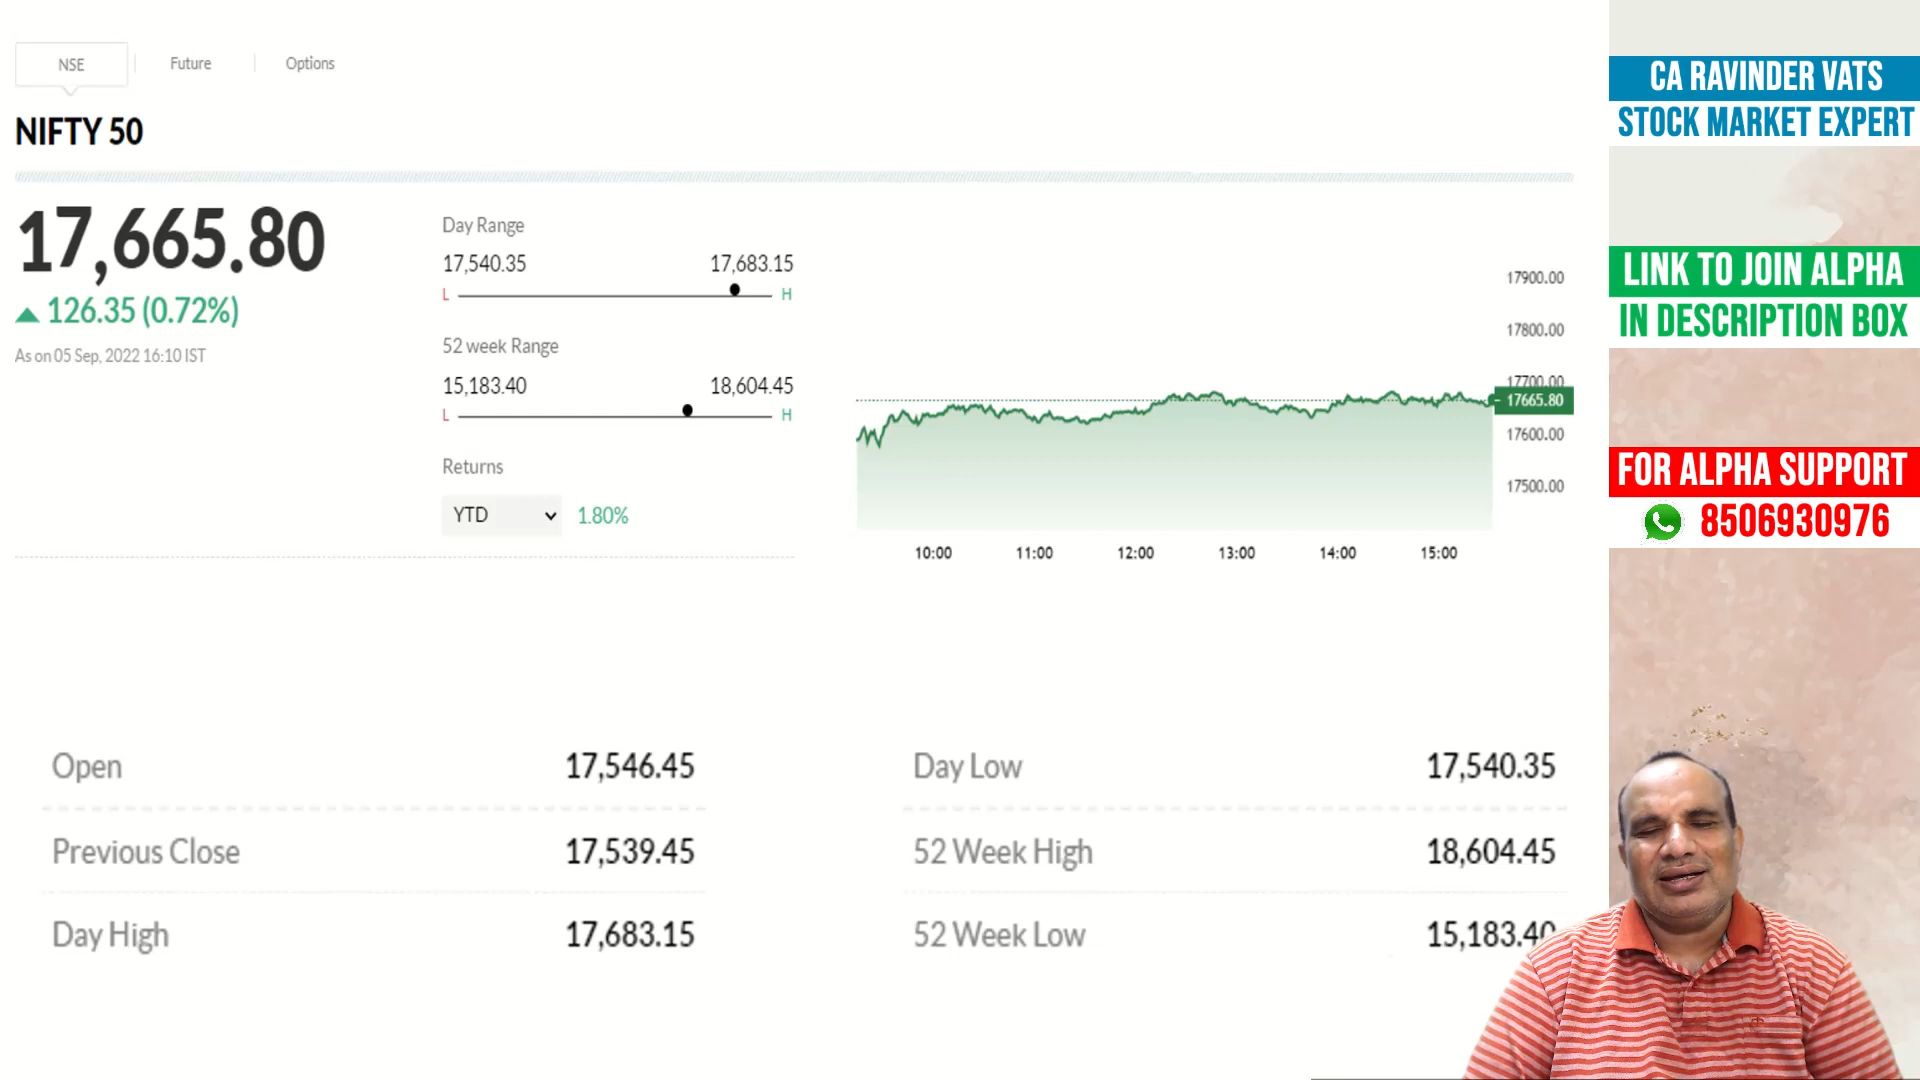 NSE
Future
Options
NIFTY 50
17,665.80
126.35 (0.72%)
As on 05 Sep, 2022 16:10 IST
Day Range
17,540.35 17,683.15
L H
52 week Range
15,183.40 18,604.45
L H
Returns
YTD 1.80%
17900.00
17800.00
17700.00
17665.80
17600.00
17500.00
10:00 11:00 12:00 13:00 14:00 15:00
Open 17,546.45
Previous Close 17,539.45
Day High 17,683.15
Day Low 17,540.35
52 Week High 18,604.45
52 Week Low 15,183.40
CA RAVINDER VATS
STOCK MARKET EXPERT
LINK TO JOIN ALPHA
IN DESCRIPTION BOX
FOR ALPHA SUPPORT
8506930976